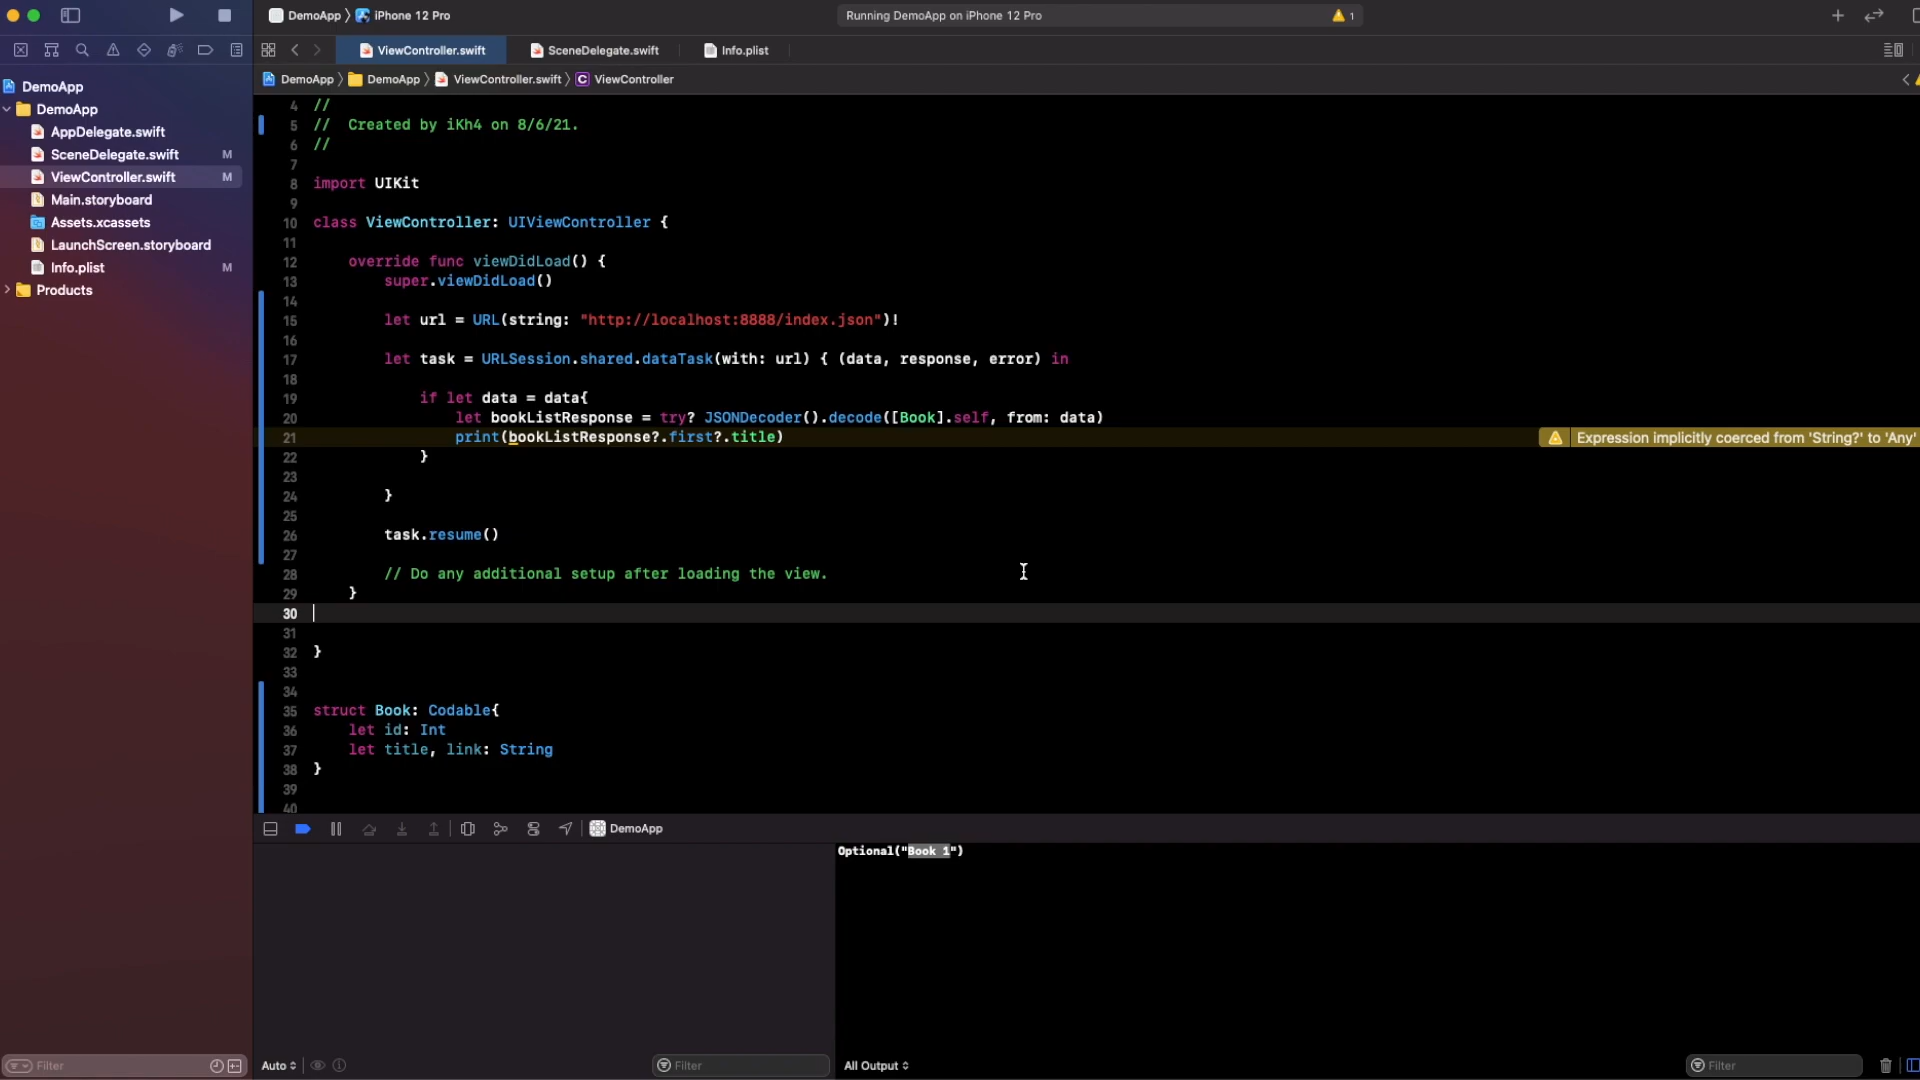 DemoApp 〉 iPhone 12 Pro
Running DemoApp on iPhone 12 Pro
1
ViewController.swift
SceneDelegate.swift
Info.plist
DemoApp 〉 DemoApp 〉 ViewController.swift 〉 C ViewController
DemoApp
DemoApp
AppDelegate.swift
SceneDelegate.swift M
ViewController.swift M
Main.storyboard
Assets.xcassets
LaunchScreen.storyboard
Info.plist M
Products
4 //
5 //  Created by iKh4 on 8/6/21.
6 //
7
8 import UIKit
9
10 class ViewController: UIViewController {
11
12     override func viewDidLoad() {
13         super.viewDidLoad()
14
15         let url = URL(string: "http://localhost:8888/index.json")!
16
17         let task = URLSession.shared.dataTask(with: url) { (data, response, error) in
18
19             if let data = data{
20                 let bookListResponse = try? JSONDecoder().decode([Book].self, from: data)
21                 print(bookListResponse?.first?.title)
Expression implicitly coerced from 'String?' to 'Any'
22             }
23
24         }
25
26         task.resume()
27
28         // Do any additional setup after loading the view.
29     }
30
31
32 }
33
34
35 struct Book: Codable{
36     let id: Int
37     let title, link: String
38 }
39
40
DemoApp
Optional("Book 1")
Filter
Auto
Filter
All Output
Filter